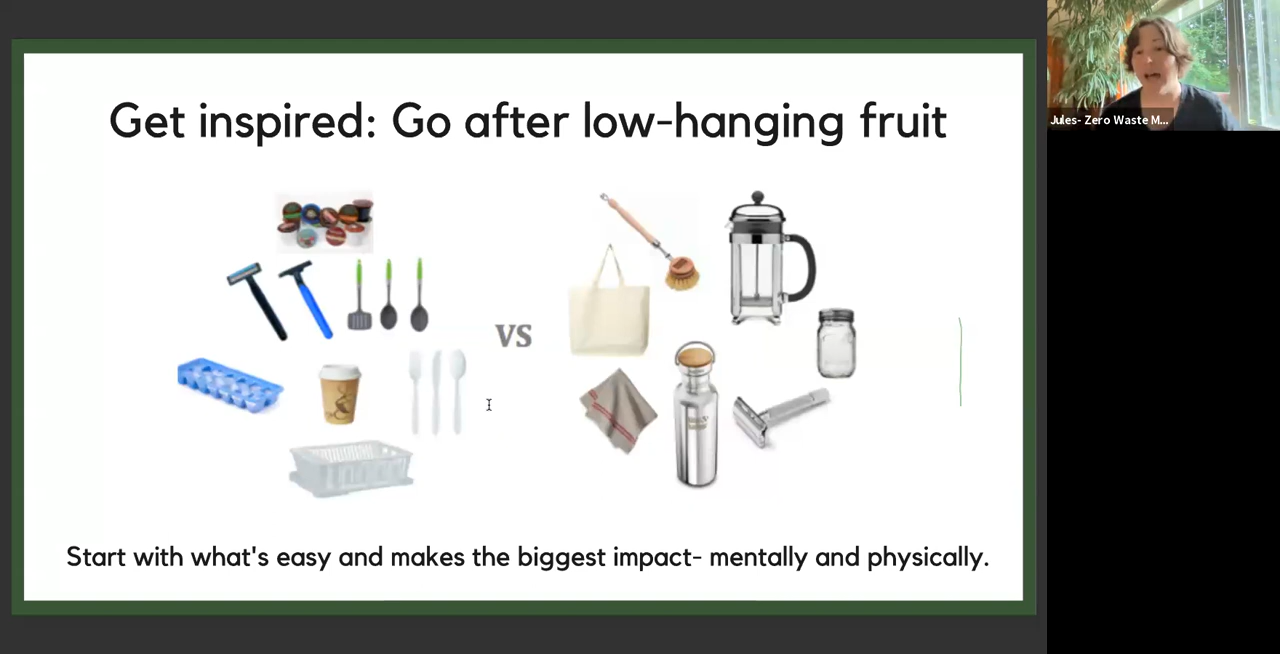 Get inspired: Go after low-hanging fruit
VS
Start with what's easy and makes the biggest impact- mentally and physically.
Jules- Zero Waste M...